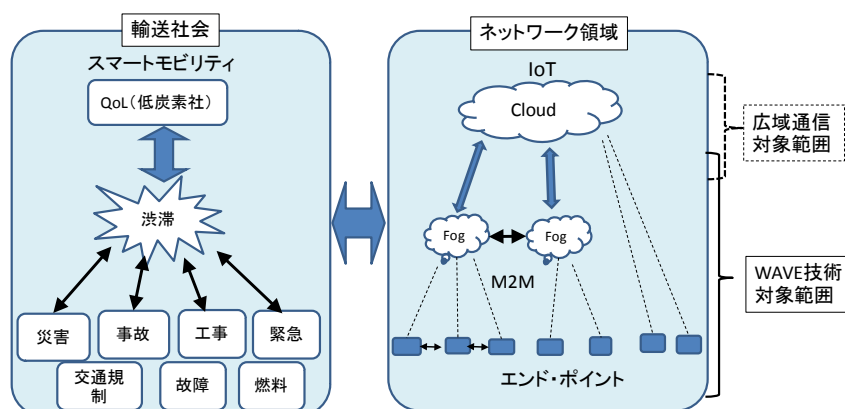 輸送社会
スマートモビリティ
QoL（低炭素社）
渋滞
災害
事故
工事
緊急
交通規
制
故障
燃料
ネットワーク領域
IoT
Cloud
Fog
Fog
M2M
エンド・ポイント
広域通信
対象範囲
WAVE技術
対象範囲